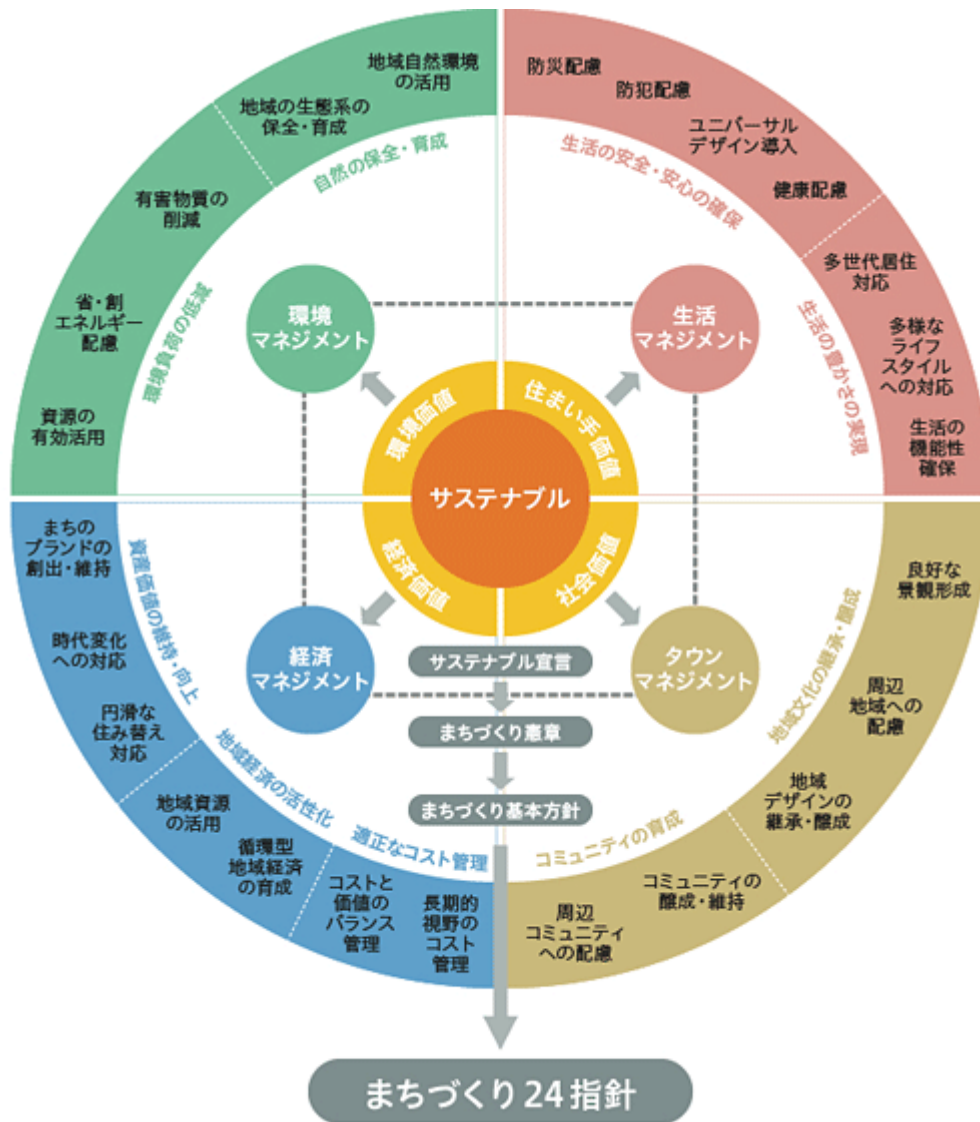 地域自然環境
の活用
地域の生態系の
保全・育成
有害物質の
削減
省・創
エネルギー
配慮
資源の
有効活用
自然の保全・育成
環境負荷の低減
防災配慮
防犯配慮
ユニバーサル
デザイン導入
健康配慮
多世代居住
対応
多様な
ライフ
スタイル
への対応
生活の
機能性
確保
生活の安全・安心の確保
生活の豊かさの実現
環境
マネジメント
生活
マネジメント
環境価値
住まい手価値
サステナブル
経済価値
社会価値
経済
マネジメント
タウン
マネジメント
サステナブル宣言
まちづくり憲章
まちづくり基本方針
まちの
ブランドの
創出・維持
時代変化
への対応
円滑な
住み替え
対応
地域資源
の活用
循環型
地域経済
の育成
コストと
価値の
バランス
管理
長期的
視野の
コスト
管理
資産価値の維持・向上
地域経済の活性化
適正なコスト管理
良好な
景観形成
周辺
地域への
配慮
地域
デザインの
継承・醸成
コミュニティの
醸成・維持
周辺
コミュニティ
への配慮
地域文化の継承・醸成
コミュニティの育成
まちづくり24指針